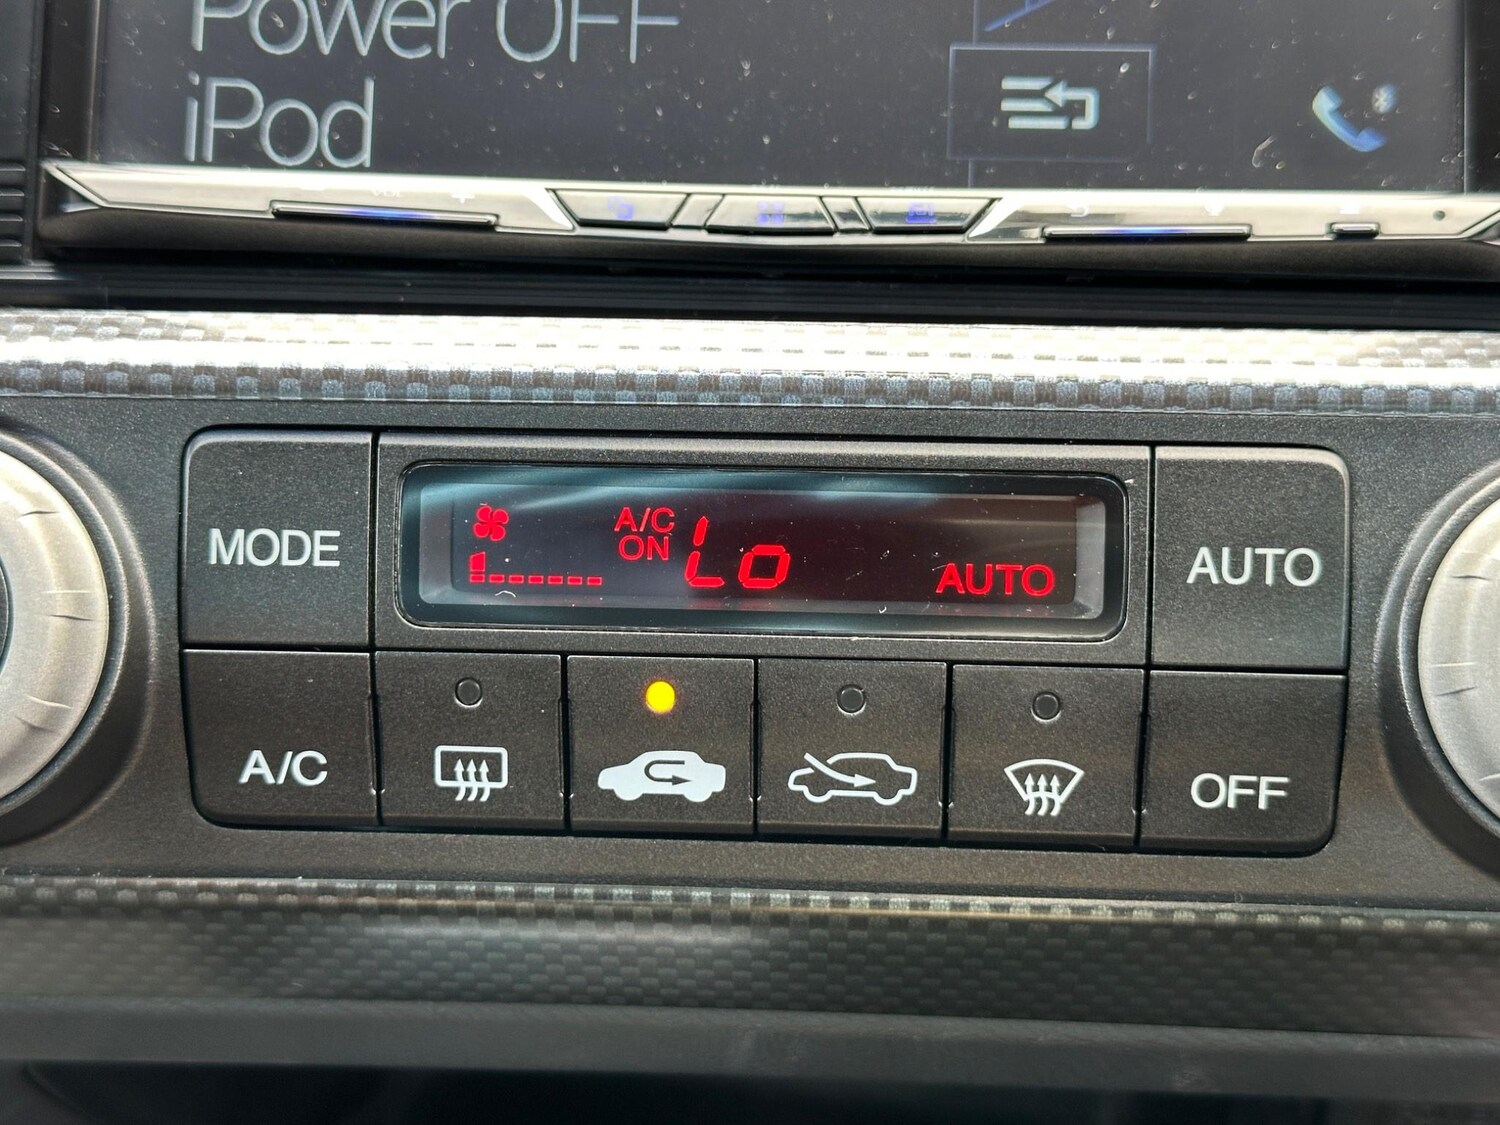 Power OFF
iPod
MODE
A/C
ON
Lo
AUTO
AUTO
A/C
OFF